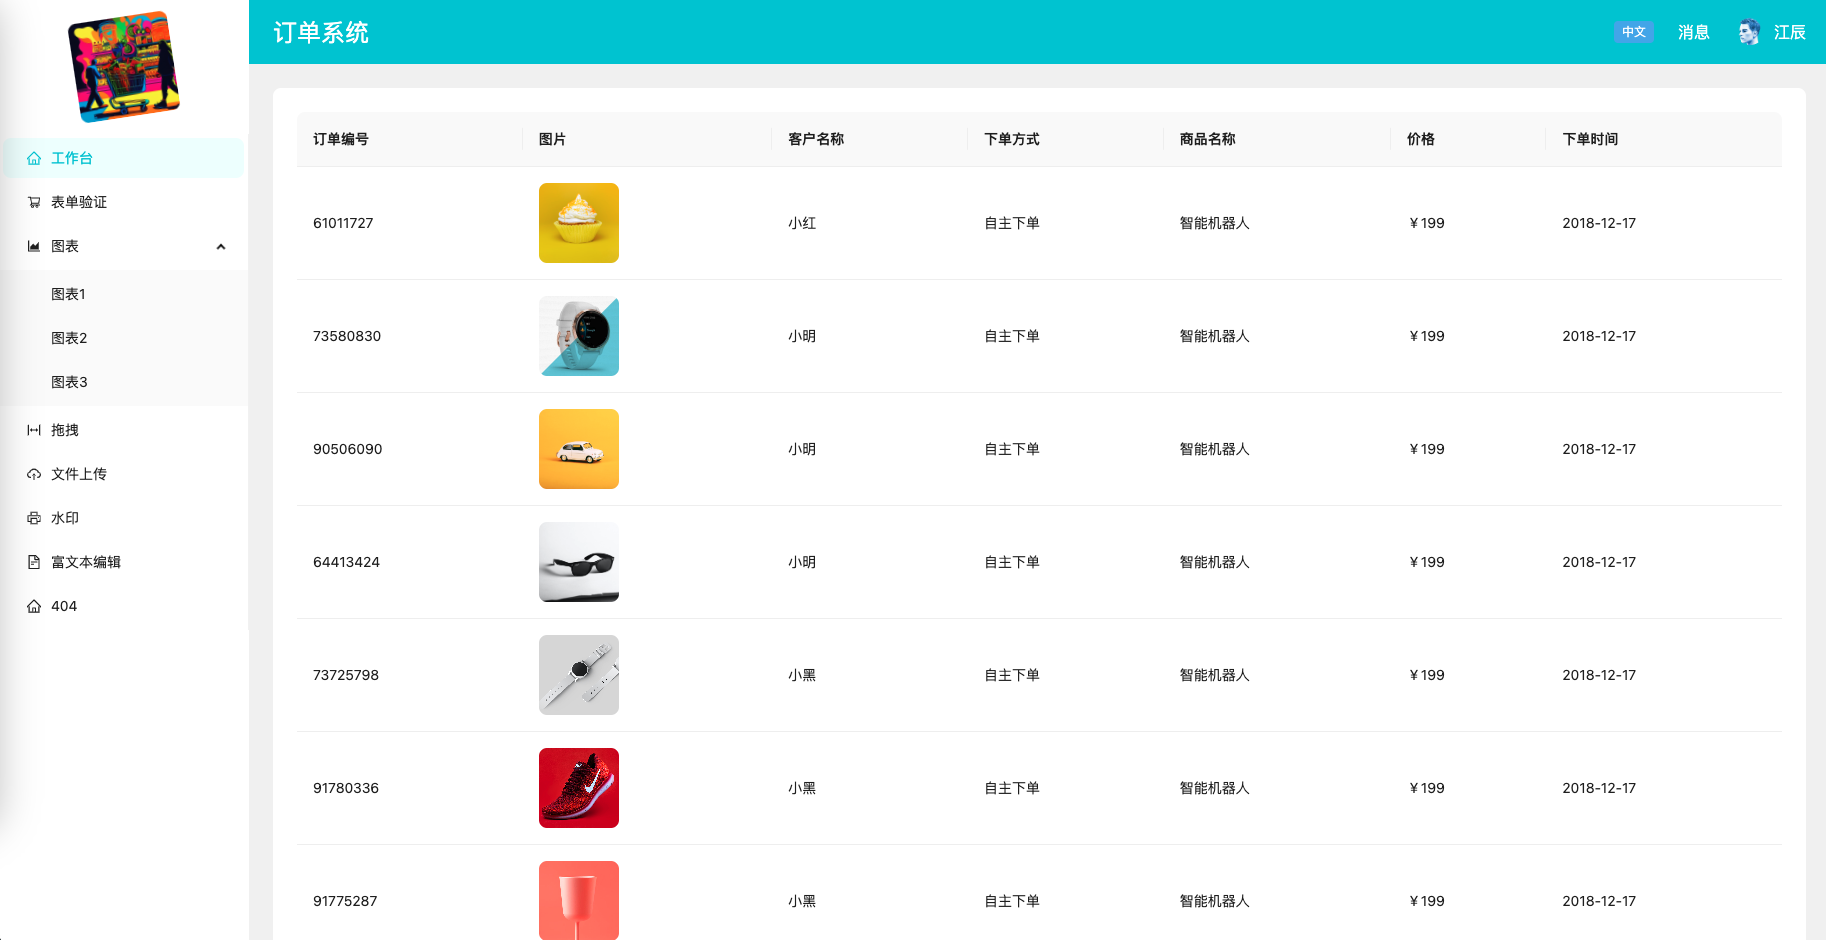 订单系统
中文 消息 江辰
工作台
表单验证
图表
图表1
图表2
图表3
拖拽
文件上传
水印
富文本编辑
404
订单编号 图片 客户名称 下单方式 商品名称 价格 下单时间
61011727 小红 自主下单 智能机器人 ¥199 2018-12-17
73580830 小明 自主下单 智能机器人 ¥199 2018-12-17
90506090 小明 自主下单 智能机器人 ¥199 2018-12-17
64413424 小明 自主下单 智能机器人 ¥199 2018-12-17
73725798 小黑 自主下单 智能机器人 ¥199 2018-12-17
91780336 小黑 自主下单 智能机器人 ¥199 2018-12-17
91775287 小黑 自主下单 智能机器人 ¥199 2018-12-17